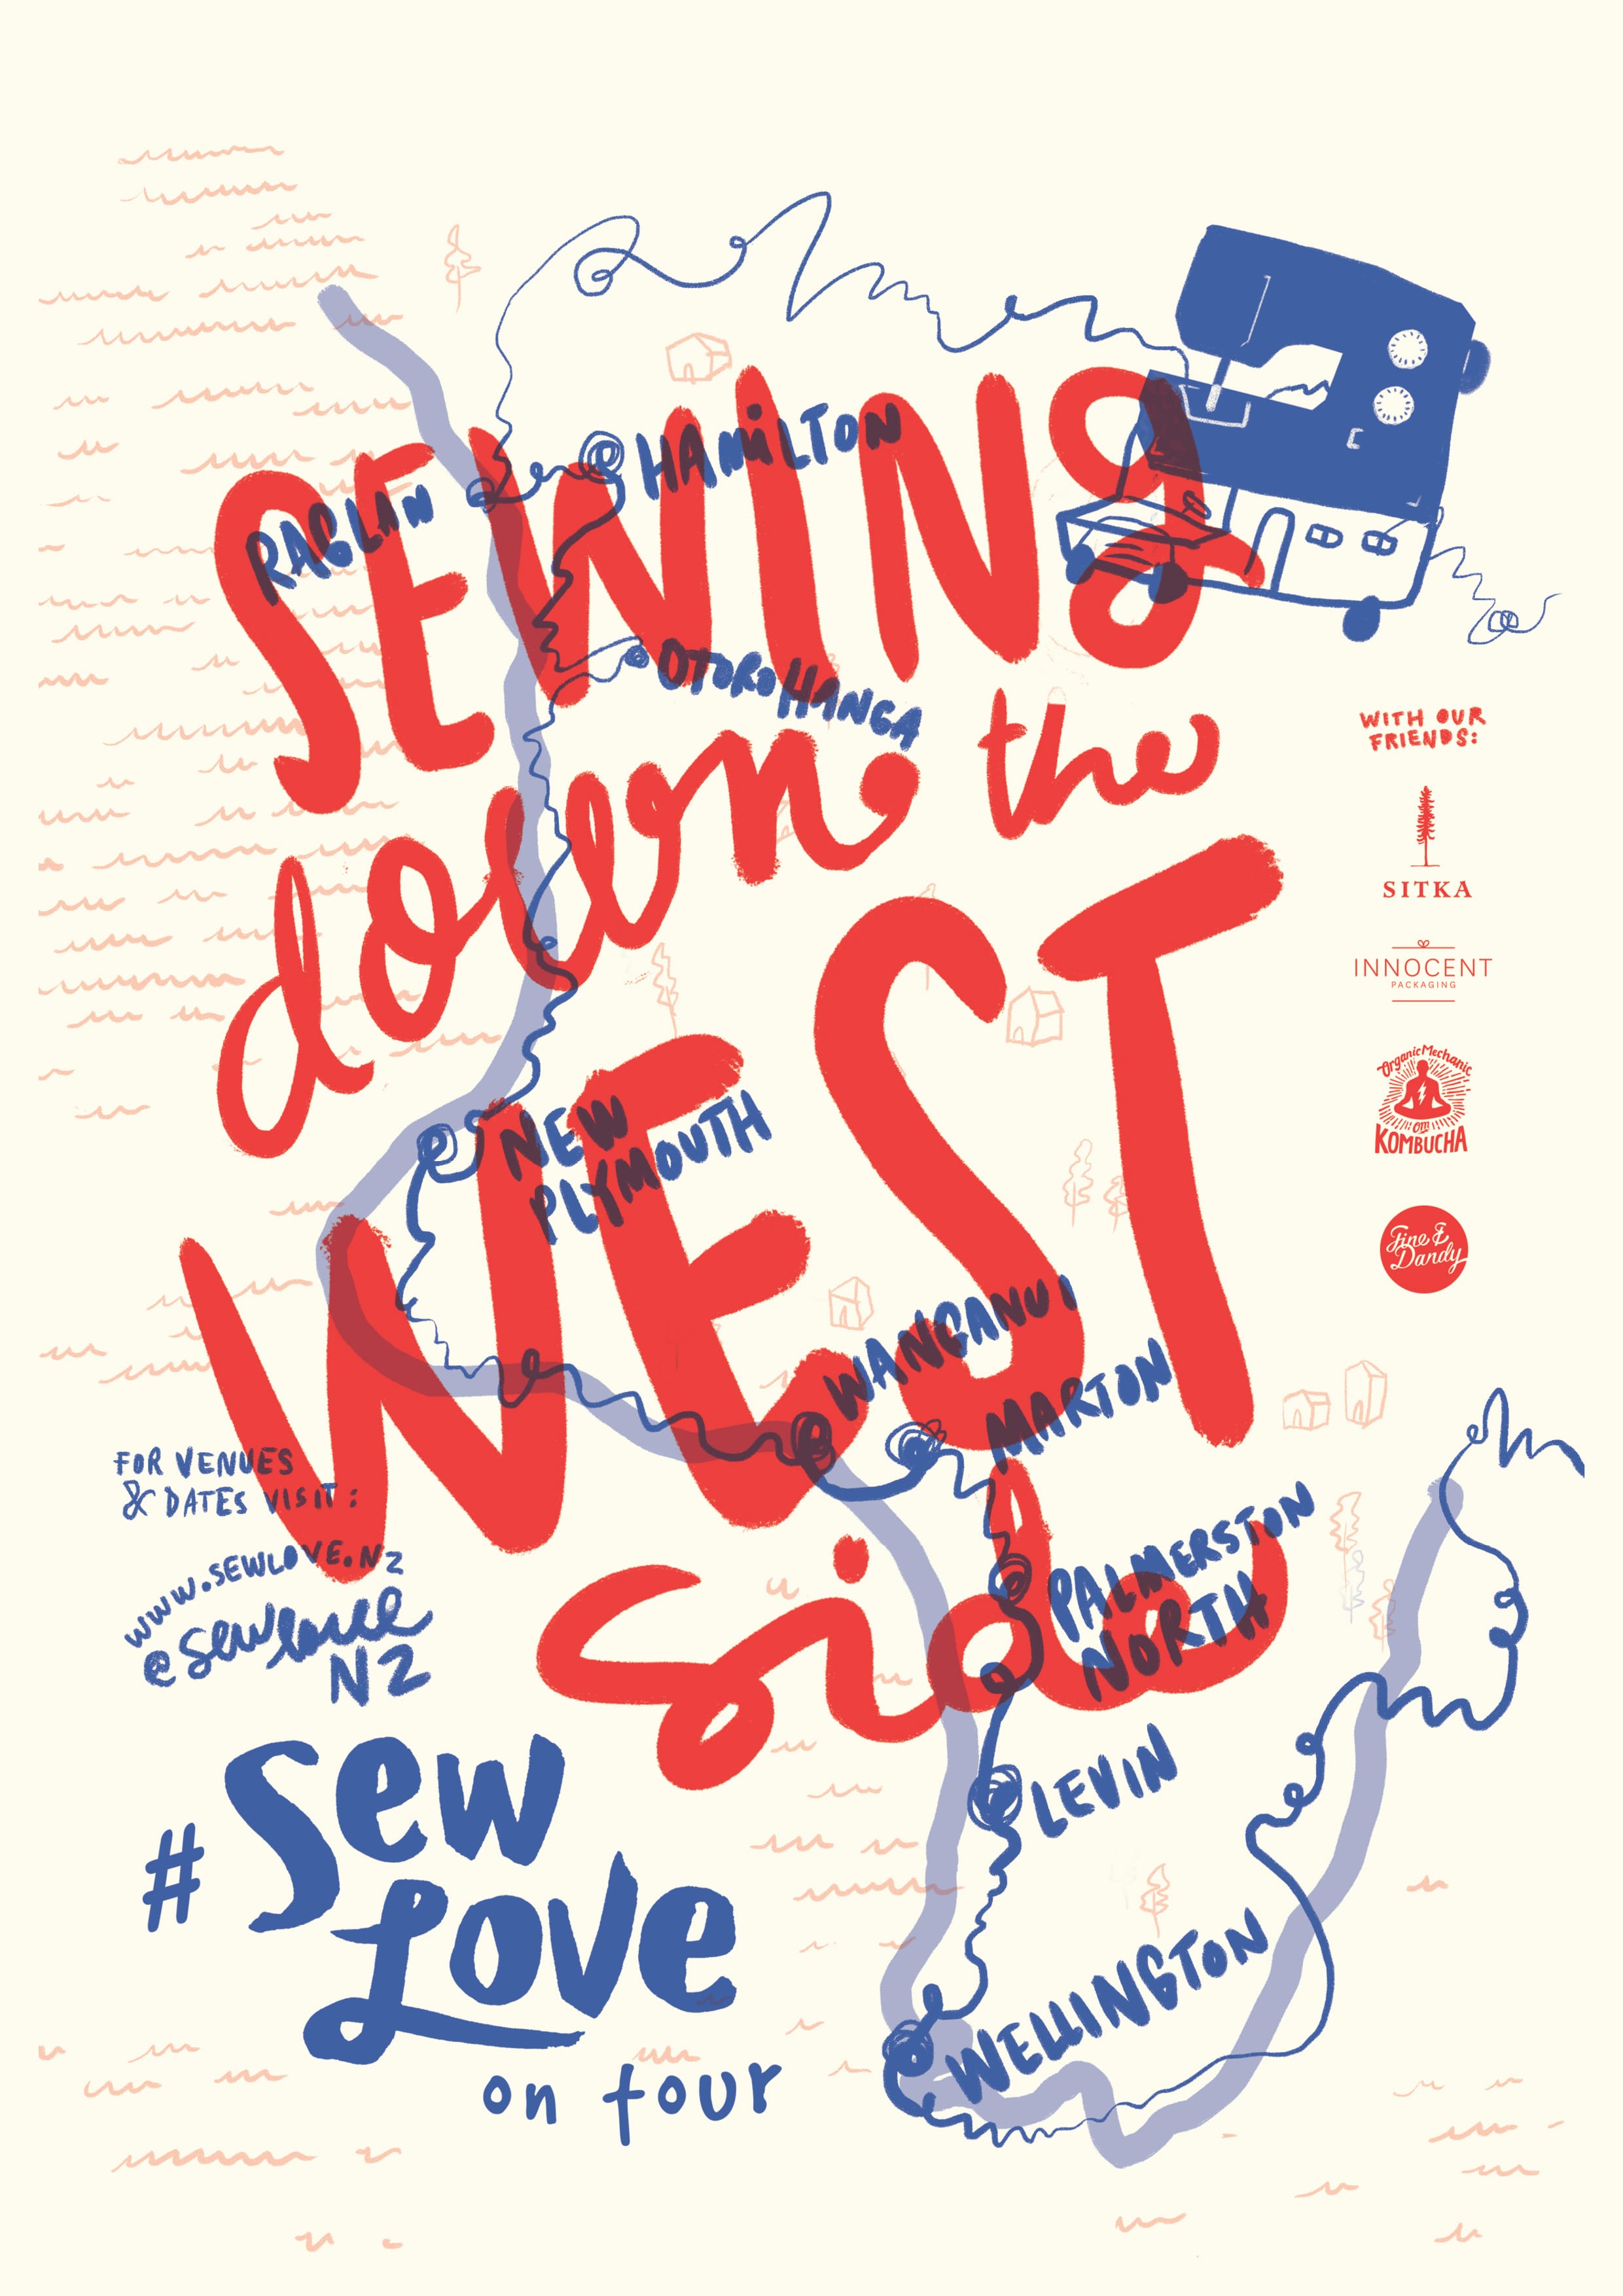 SEWING
down the
WEST
side
RAGLAN
@HAMILTON
OTOROHANGA
NEW
PLYMOUTH
WANGANUI
MARTON
PALMERSTON
NORTH
LEVIN
WELLINGTON
WITH OUR
FRIENDS:
SITKA
INNOCENT
PACKAGING
Organic Mechanic
OM
KOMBUCHA
Fine &
Dandy
FOR VENUES
& DATES VISIT:
WWW.SEWLOVE.NZ
@sewlove
NZ
# Sew
Love
on tour